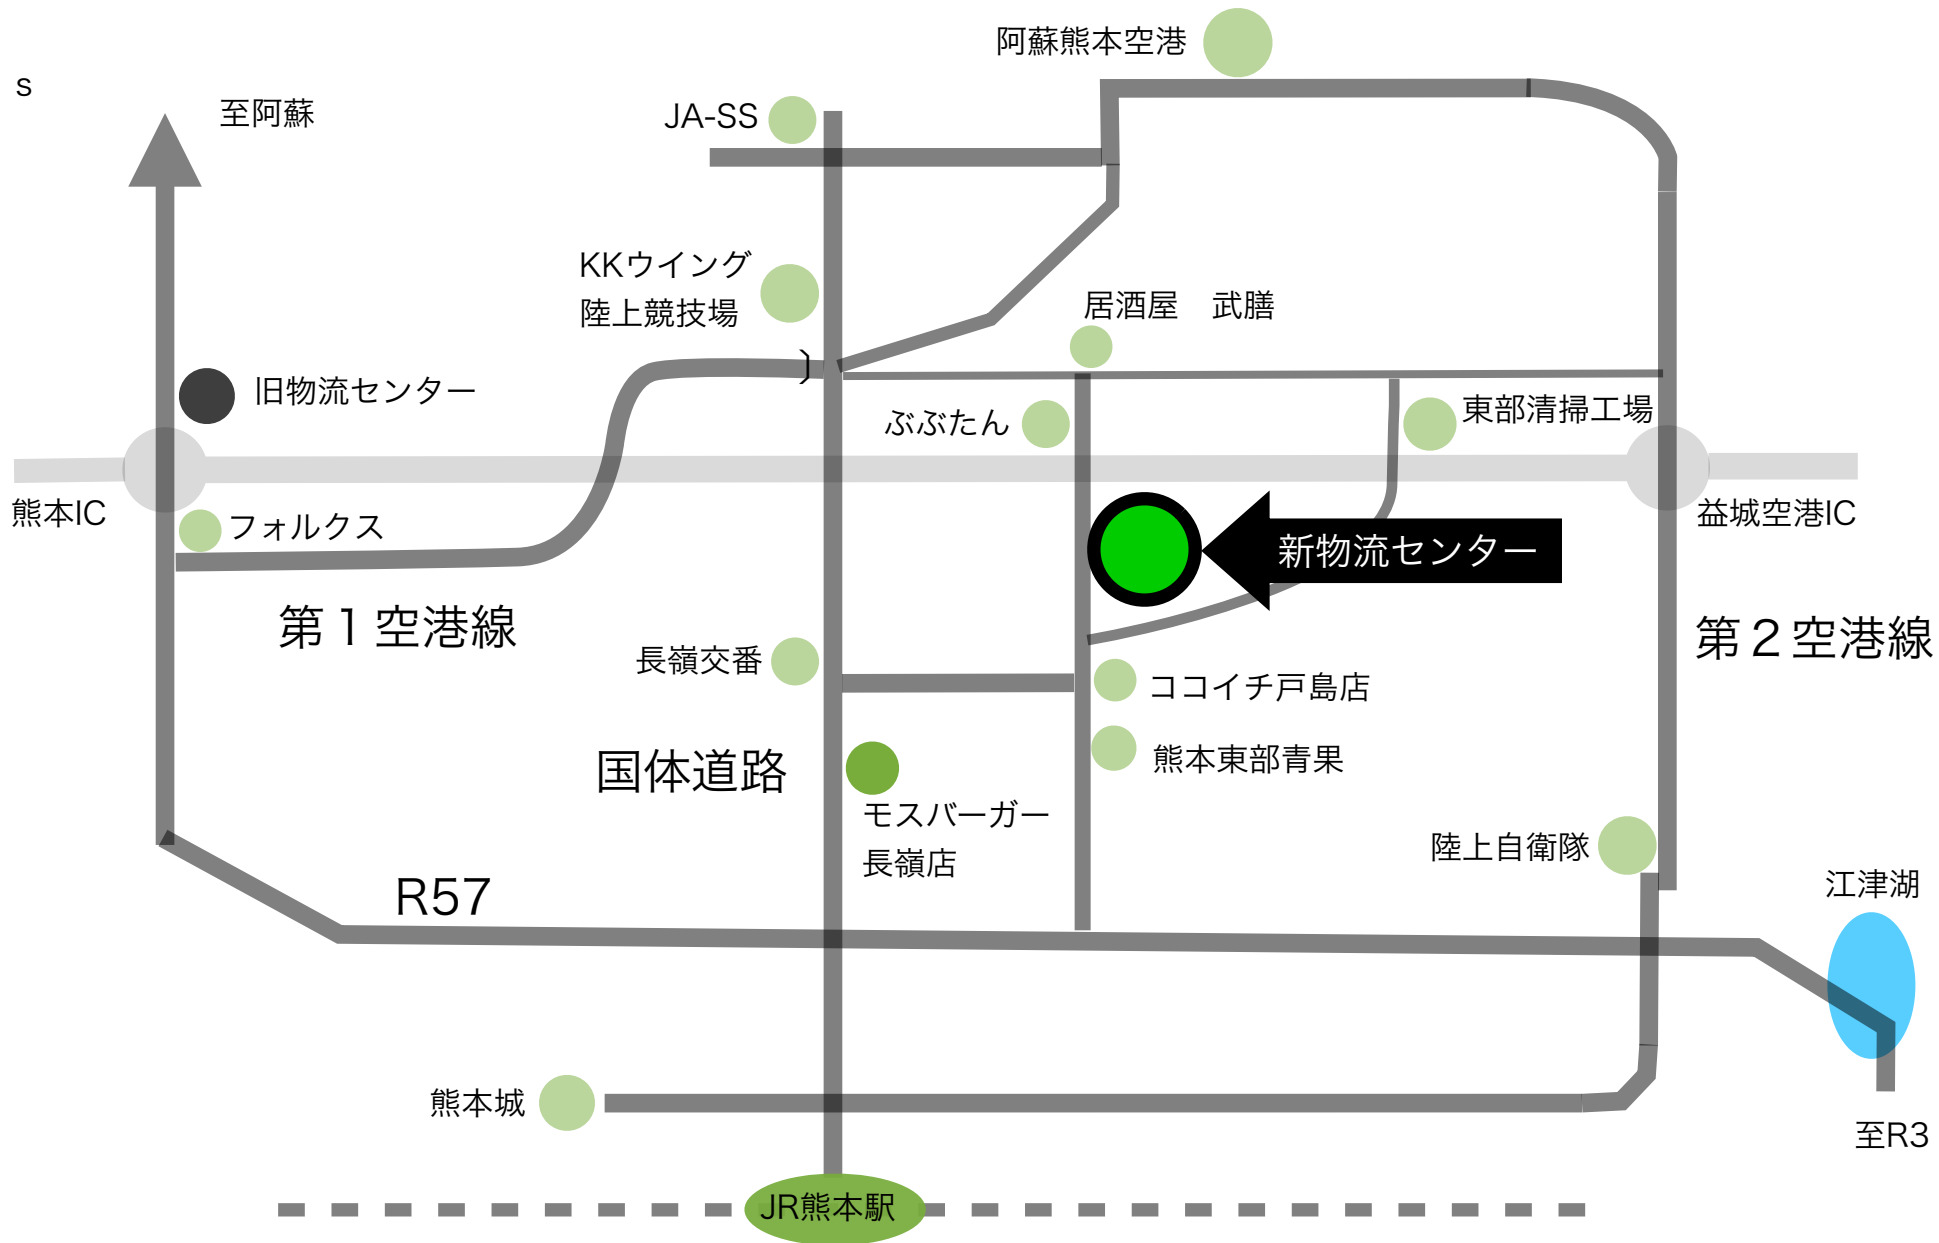 阿蘇熊本空港
s
至阿蘇
JA-SS
KKウイング
陸上競技場
居酒屋　武膳
)
旧物流センター
ぶぶたん
東部清掃工場
熊本IC
フォルクス
益城空港IC
新物流センター
第１空港線
第２空港線
長嶺交番
ココイチ戸島店
国体道路
熊本東部青果
モスバーガー
長嶺店
陸上自衛隊
R57
江津湖
熊本城
至R3
JR熊本駅